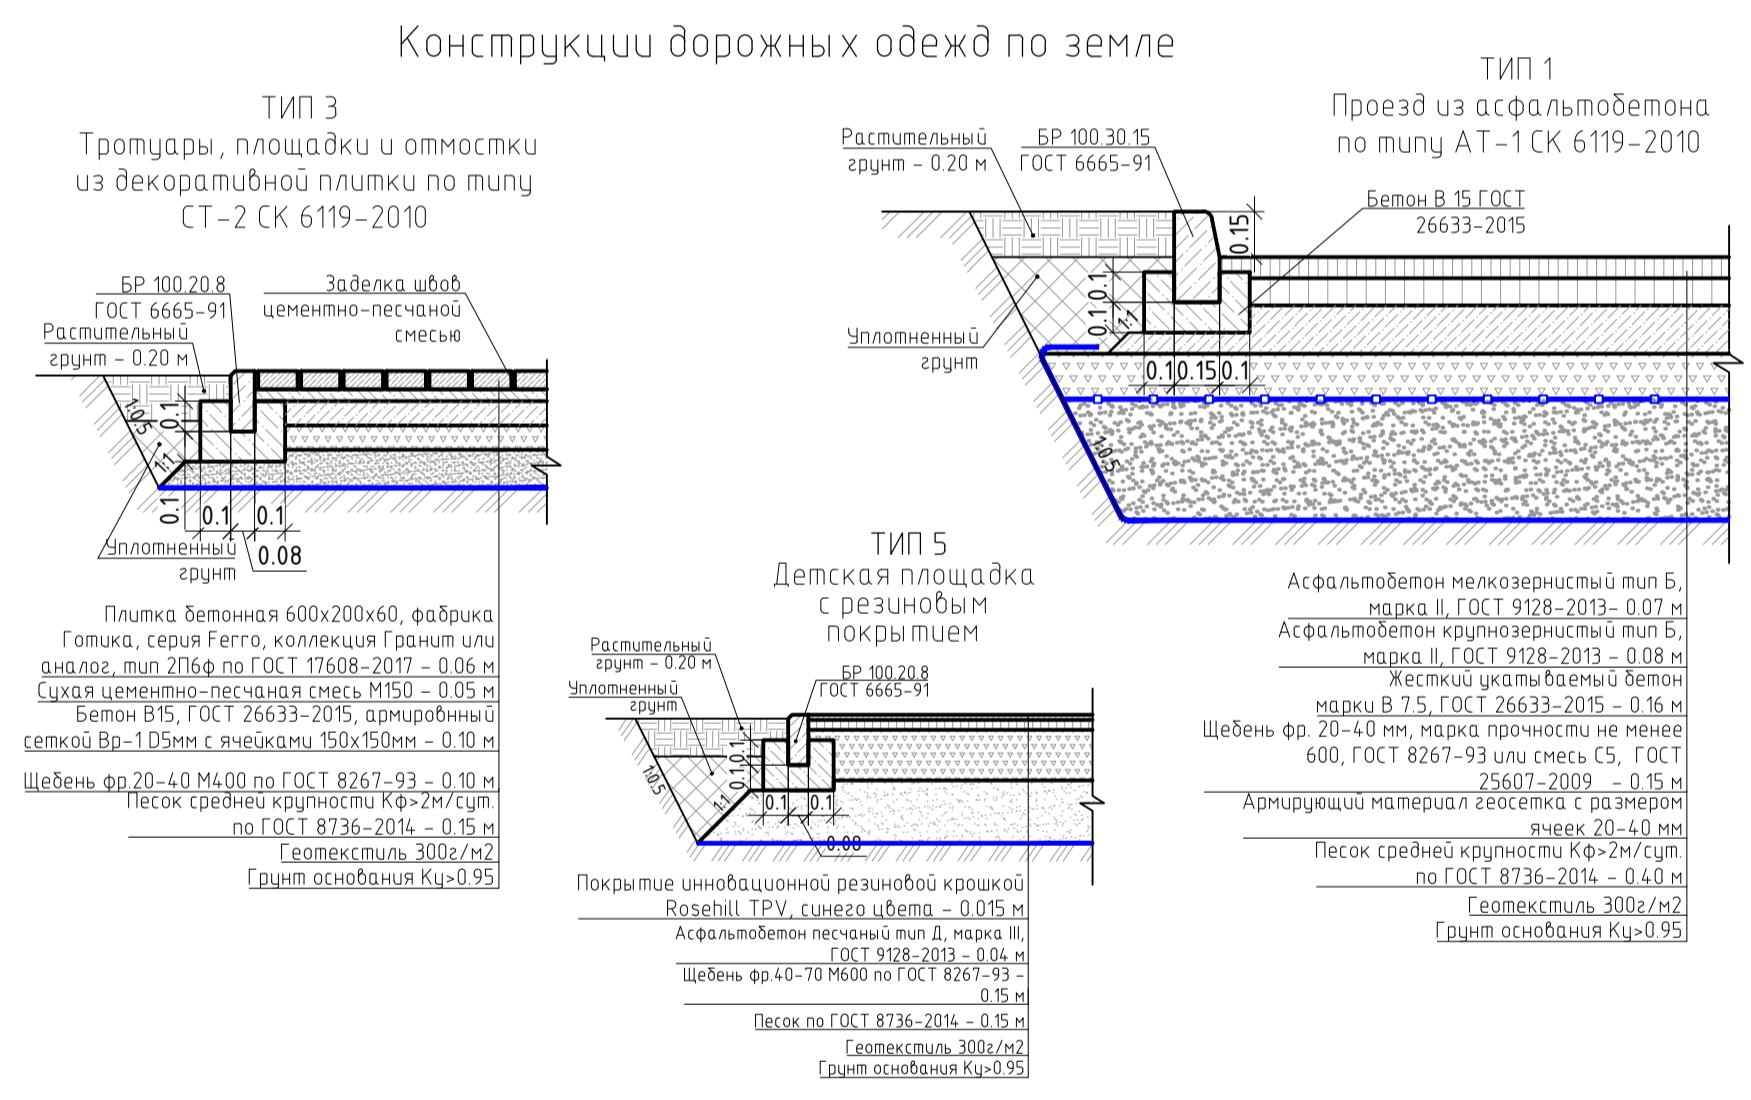 Конструкции дорожных одежд по земле
ТИП 3
Тротуары, площадки и отмостки
из декоративной плитки по типу
СТ-2 СК 6119-2010
БР 100.20.8
ГОСТ 6665-91
Растительный
грунт - 0.20 м
Заделка швов
цементно-песчаной
смесью
1:0.5
0.1
1:1
0.1
0.1
0.1
0.08
Уплотненный
грунт
Плитка бетонная 600х200х60, фабрика
Готика, серия Ferro, коллекция Гранит или
аналог, тип 2П6ф по ГОСТ 17608-2017 - 0.06 м
Сухая цементно-песчаная смесь М150 - 0.05 м
Бетон В15, ГОСТ 26633-2015, армировнный
сеткой Вр-1 D5мм с ячейками 150х150мм - 0.10 м
Щебень фр.20-40 М400 по ГОСТ 8267-93 - 0.10 м
Песок средней крупности Кф>2м/сут.
по ГОСТ 8736-2014 - 0.15 м
Геотекстиль 300г/м2
Грунт основания Ку>0.95
ТИП 1
Проезд из асфальтобетона
по типу АТ-1 СК 6119-2010
Растительный
грунт - 0.20 м
БР 100.30.15
ГОСТ 6665-91
Бетон В 15 ГОСТ
26633-2015
0.15
Уплотненный
грунт
0.1
0.1
1:1
0.1
0.15
0.1
1:0.5
Асфальтобетон мелкозернистый тип Б,
марка II, ГОСТ 9128-2013- 0.07 м
Асфальтобетон крупнозернистый тип Б,
марка II, ГОСТ 9128-2013 - 0.08 м
Жесткий укатываемый бетон
марки В 7.5, ГОСТ 26633-2015 - 0.16 м
Щебень фр. 20-40 мм, марка прочности не менее
600, ГОСТ 8267-93 или смесь С5, ГОСТ
25607-2009 - 0.15 м
Армирующий материал геосетка с размером
ячеек 20-40 мм
Песок средней крупности Кф>2м/сут.
по ГОСТ 8736-2014 - 0.40 м
Геотекстиль 300г/м2
Грунт основания Ку>0.95
ТИП 5
Детская площадка
с резиновым
покрытием
Растительный
грунт - 0.20 м
Уплотненный
грунт
БР 100.20.8
ГОСТ 6665-91
0.1
0.1
1:0.5
1:1
0.1
0.1
0.08
Покрытие инновационной резиновой крошкой
Rosehill TPV, синего цвета - 0.015 м
Асфальтобетон песчаный тип Д, марка III,
ГОСТ 9128-2013 - 0.04 м
Щебень фр.40-70 М600 по ГОСТ 8267-93 -
0.15 м
Песок по ГОСТ 8736-2014 - 0.15 м
Геотекстиль 300г/м2
Грунт основания Ку>0.95